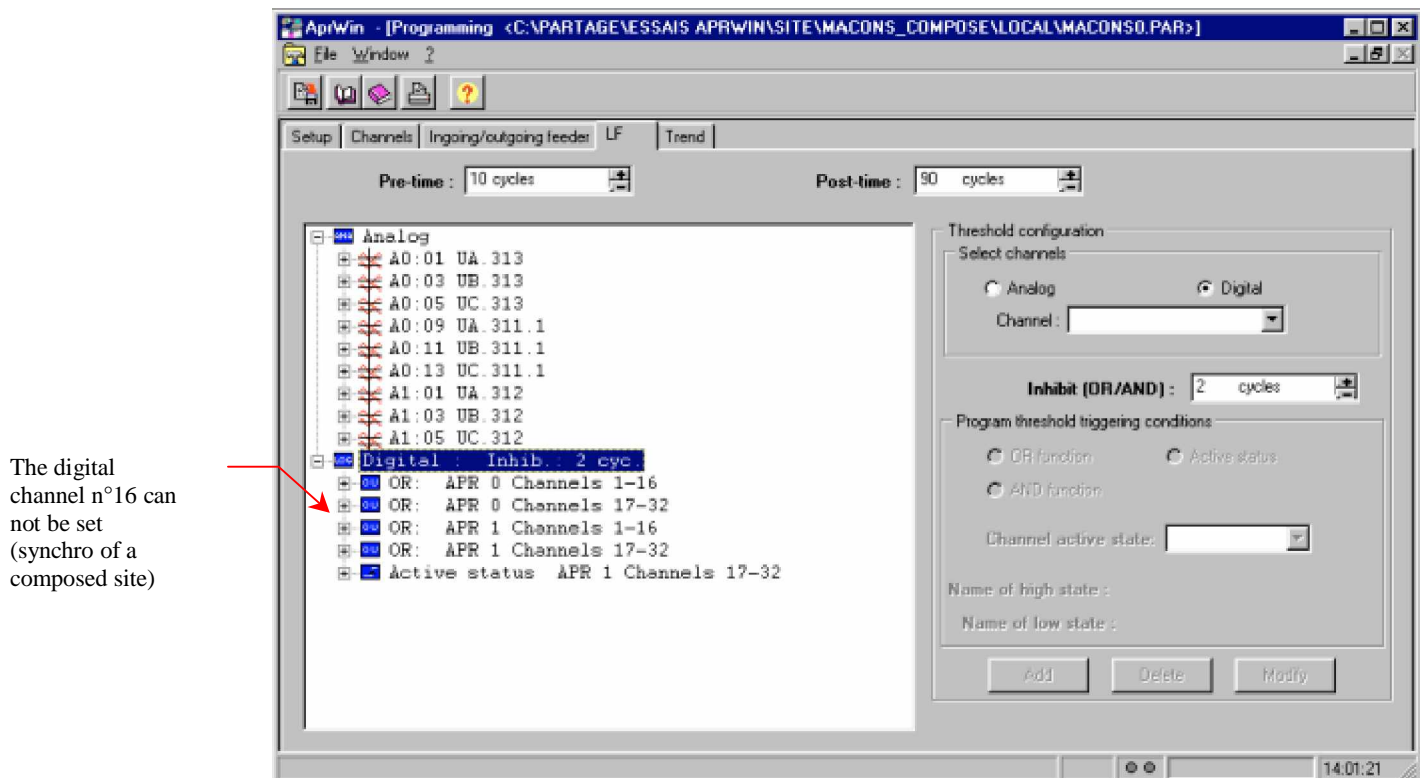 AprWin - [Programming <C:\PARTAGE\ESSAIS APRWIN\SITE\MACONS_COMPOSE\LOCAL\MACONS0.PAR>]
File Window ?
Setup Channels Ingoing/outgoing feeder LF Trend
Pre-time : 10 cycles Post-time : 90 cycles
Analog
A0:01 UA.313
A0:03 UB.313
A0:05 UC.313
A0:09 UA.311.1
A0:11 UB.311.1
A0:13 UC.311.1
A1:01 UA.312
A1:03 UB.312
A1:05 UC.312
Digital : Inhib.: 2 cyc.
OR: APR 0 Channels 1-16
OR: APR 0 Channels 17-32
OR: APR 1 Channels 1-16
OR: APR 1 Channels 17-32
Active status APR 1 Channels 17-32
Threshold configuration
Select channels
Analog Digital
Channel :
Inhibit (OR/AND) : 2 cycles
Program threshold triggering conditions
OR function Active status
AND function
Channel active state:
Name of high state :
Name of low state :
Add Delete Modify
14:01:21
The digital
channel n°16 can
not be set
(synchro of a
composed site)